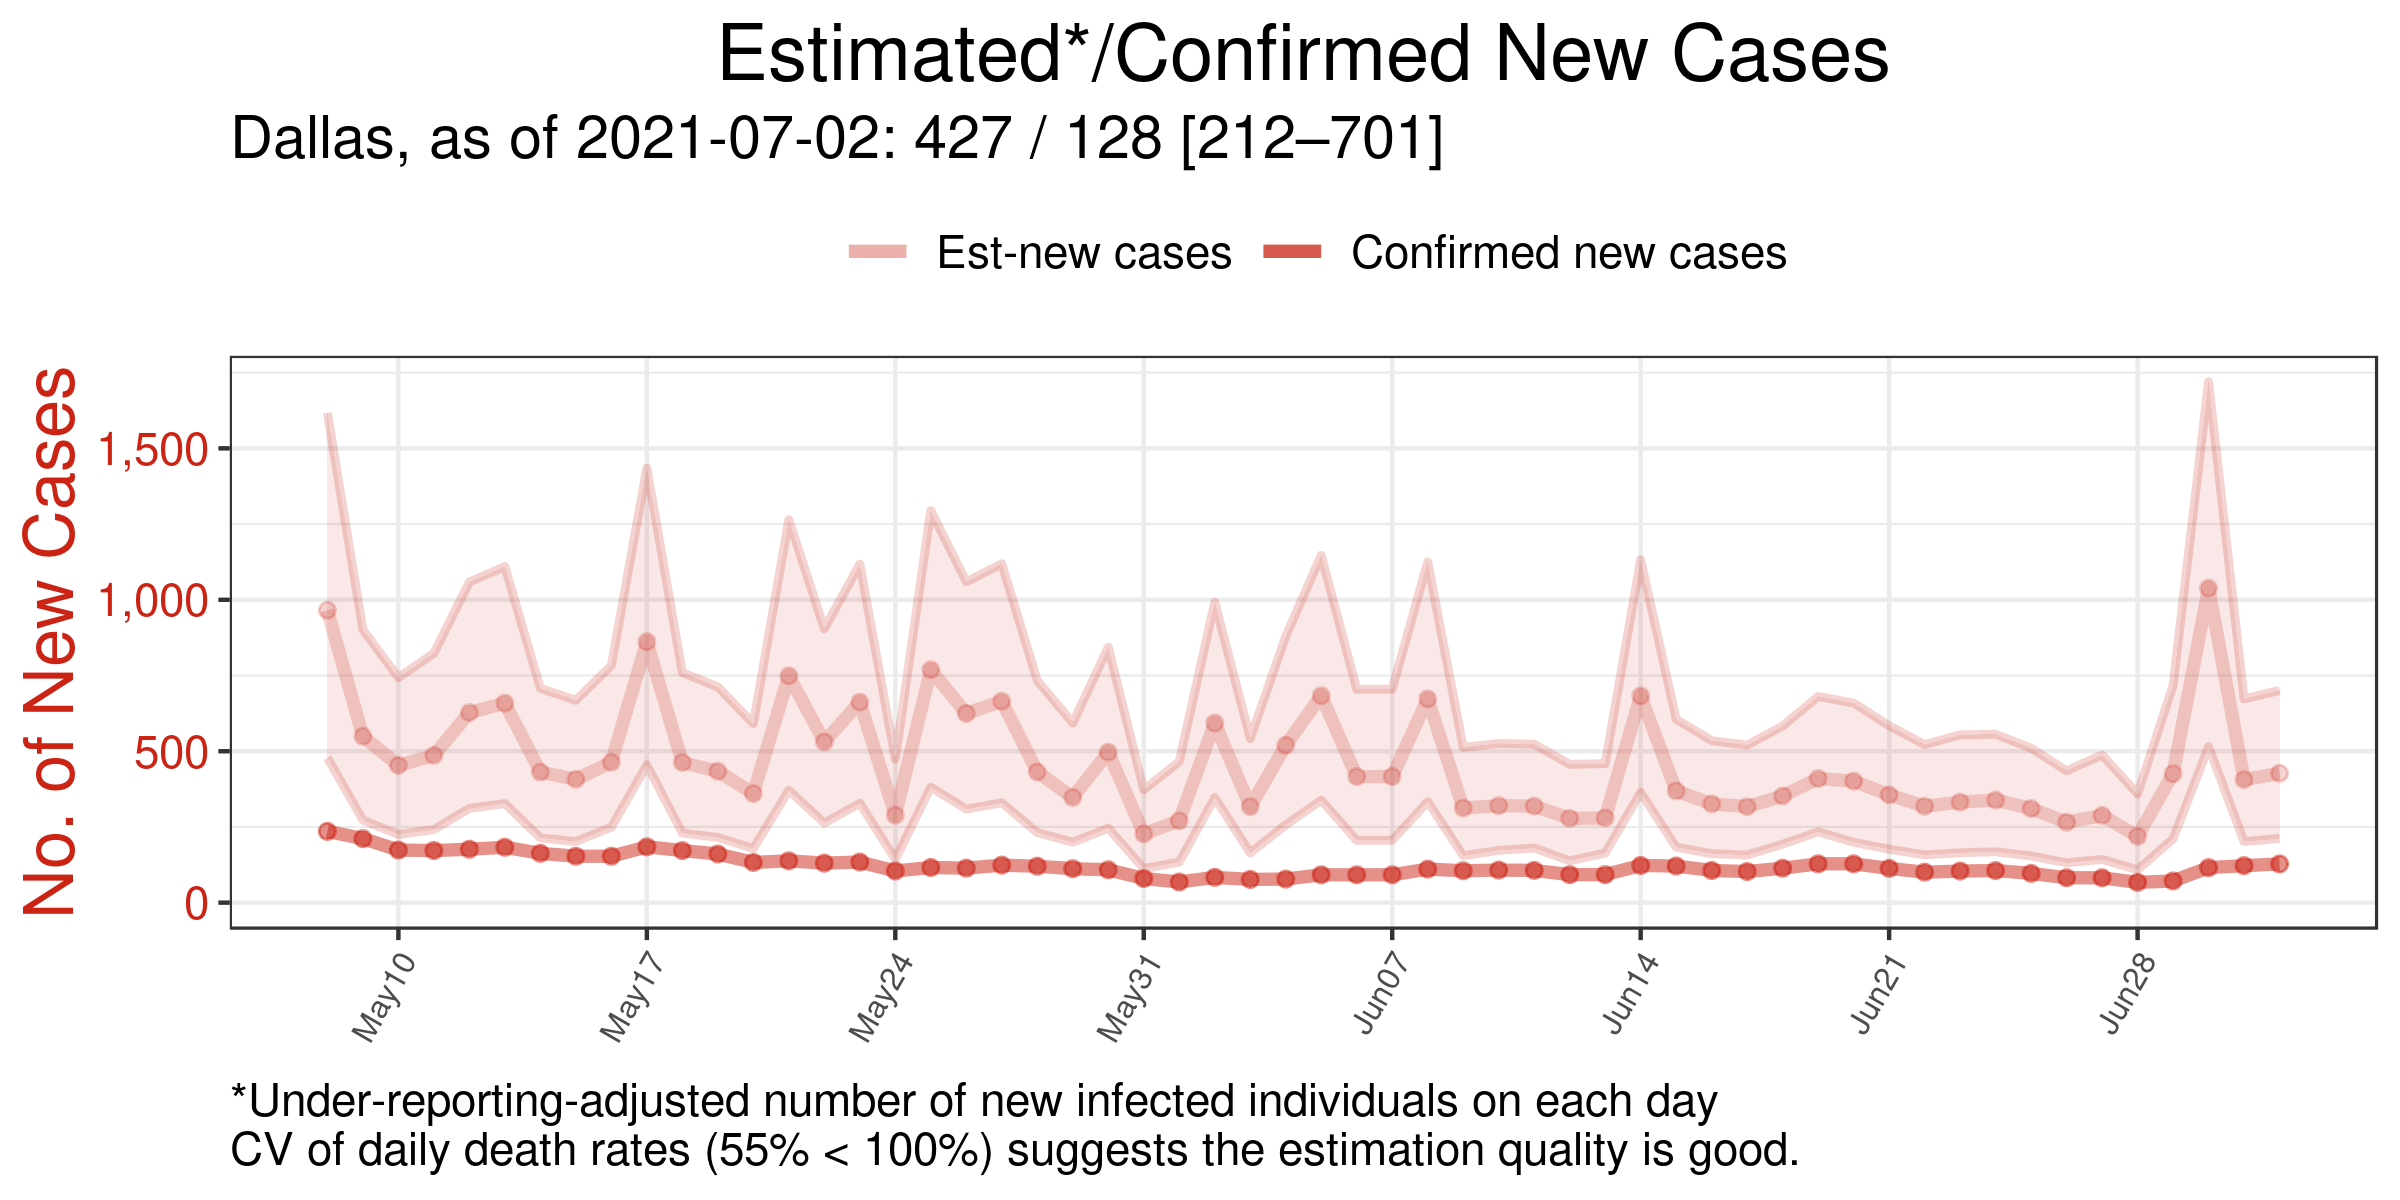 Estimated*/Confirmed New Cases
Dallas, as of 2021-07-02: 427 / 128 [212–701]
Est-new cases Confirmed new cases
No. of New Cases
1,500
1,000
500
0
May10 May17 May24 May31 Jun07 Jun14 Jun21 Jun28
*Under-reporting-adjusted number of new infected individuals on each day
CV of daily death rates (55% < 100%) suggests the estimation quality is good.